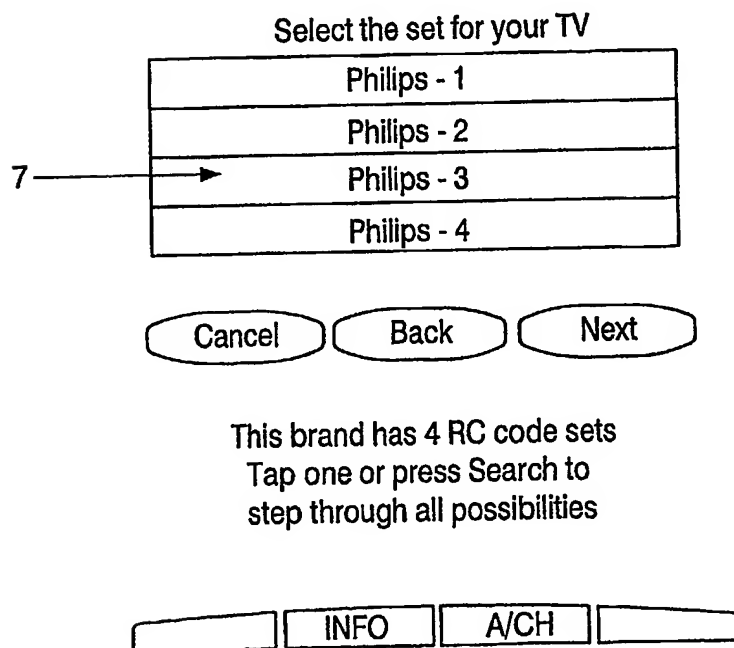 Select the set for your TV
Philips - 1
Philips - 2
7
Philips - 3
Philips - 4
Cancel Back Next
This brand has 4 RC code sets
Tap one or press Search to
step through all possibilities
INFO A/CH